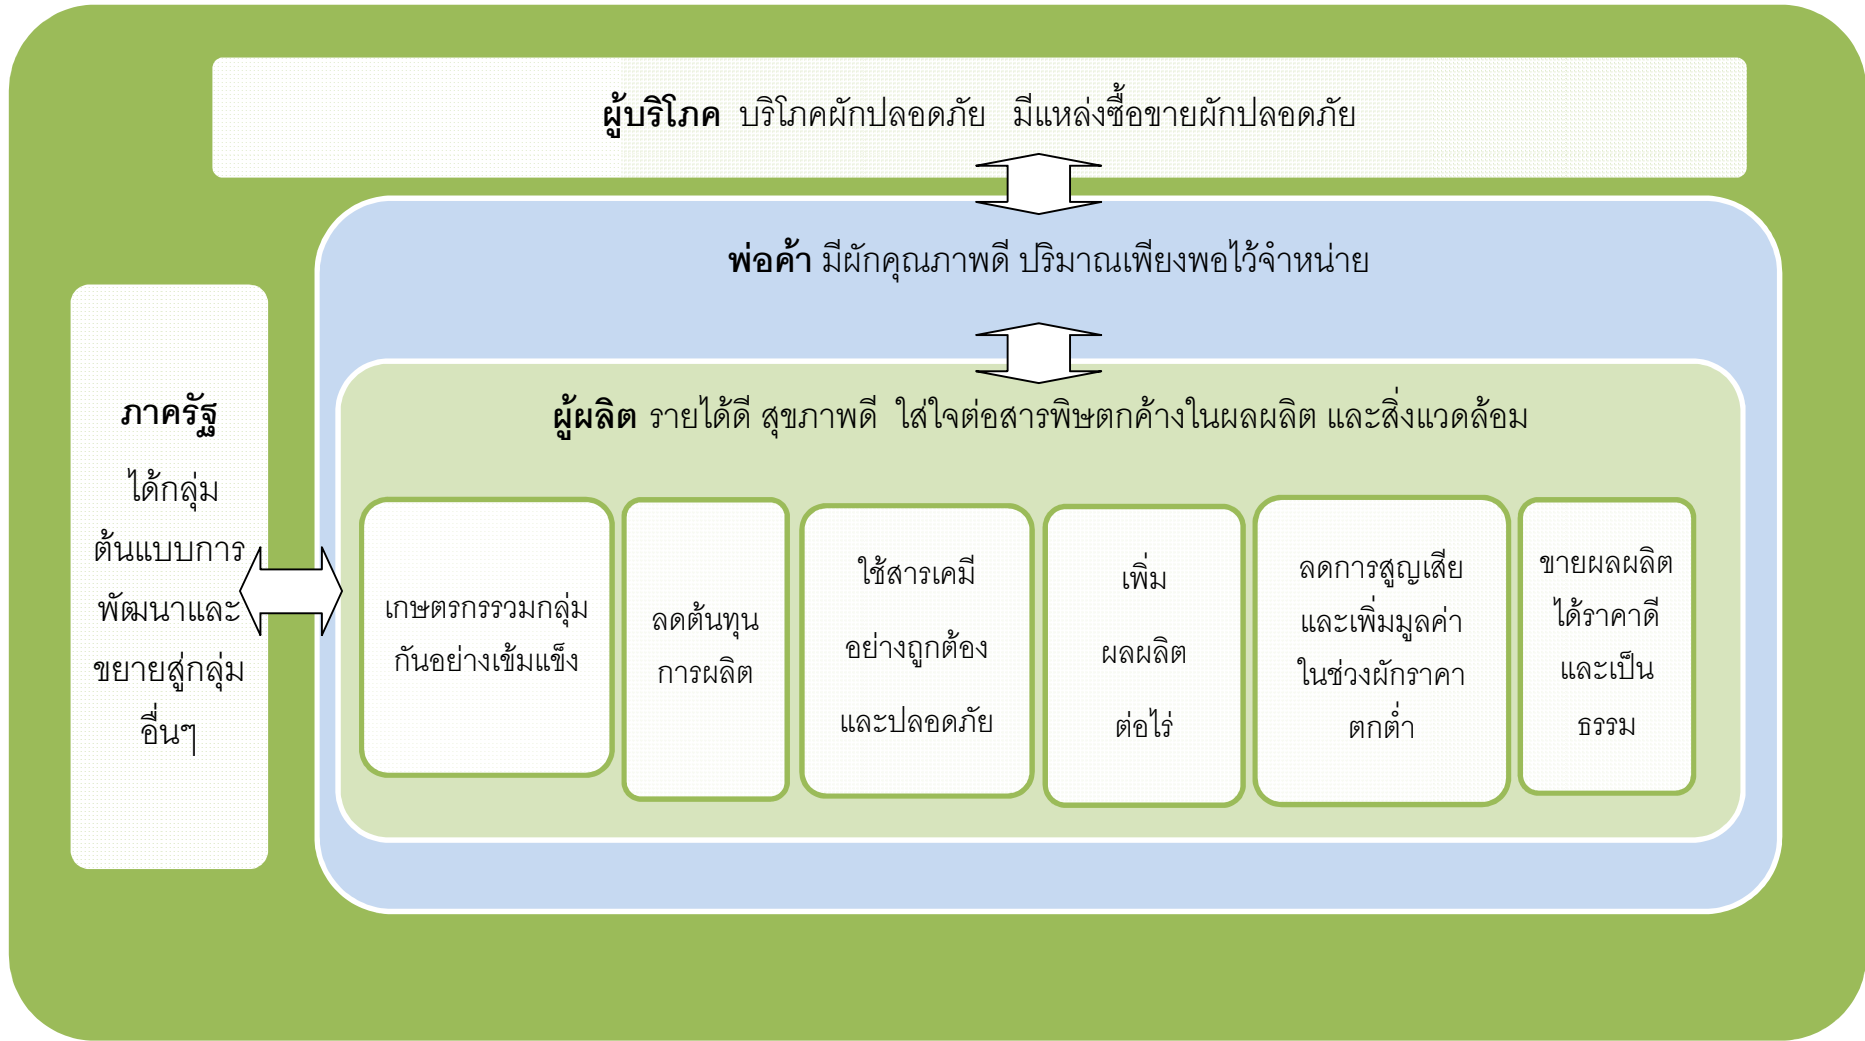 ผู้บริโภค บริโภคผักปลอดภัย มีแหล่งซื้อขายผักปลอดภัย
พ่อค้า มีผักคุณภาพดี ปริมาณเพียงพอไว้จำหน่าย
ภาครัฐ
ได้กลุ่ม
ต้นแบบการ
พัฒนาและ
ขยายสู่กลุ่ม
อื่นๆ
ผู้ผลิต รายได้ดี สุขภาพดี ใส่ใจต่อสารพิษตกค้างในผลผลิต และสิ่งแวดล้อม
เกษตรกรรวมกลุ่ม
กันอย่างเข้มแข็ง
ลดต้นทุน
การผลิต
ใช้สารเคมี
อย่างถูกต้อง
และปลอดภัย
เพิ่ม
ผลผลิต
ต่อไร่
ลดการสูญเสีย
และเพิ่มมูลค่า
ในช่วงผักราคา
ตกต่ำ
ขายผลผลิต
ได้ราคาดี
และเป็น
ธรรม